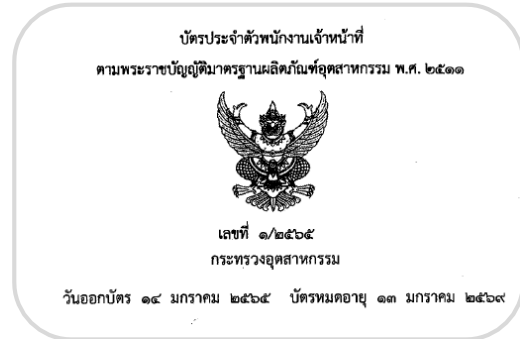 บัตรประจำตัวพนักงานเจ้าหน้าที่
ตามพระราชบัญญัติมาตรฐานผลิตภัณฑ์อุตสาหกรรม พ.ศ. ๒๕๑๑
เลขที่ ๑/๒๕๖๕
กระทรวงอุตสาหกรรม
วันออกบัตร ๑๔ มกราคม ๒๕๖๕ บัตรหมดอายุ ๑๓ มกราคม ๒๕๖๙